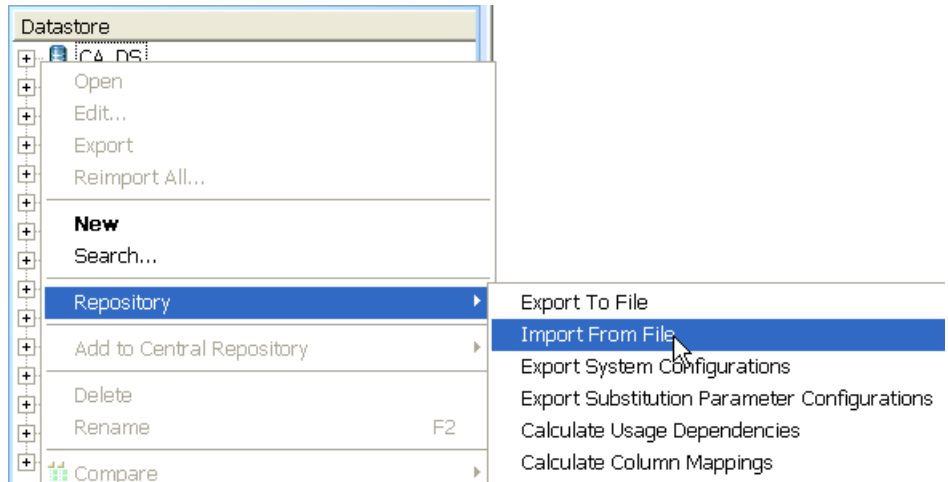 Datastore
CA_DS
Open
Edit...
Export
Reimport All...
New
Search...
Repository
Export To File
Import From File
Add to Central Repository
Export System Configurations
Export Substitution Parameter Configurations
Delete
Rename F2
Calculate Usage Dependencies
Compare
Calculate Column Mappings